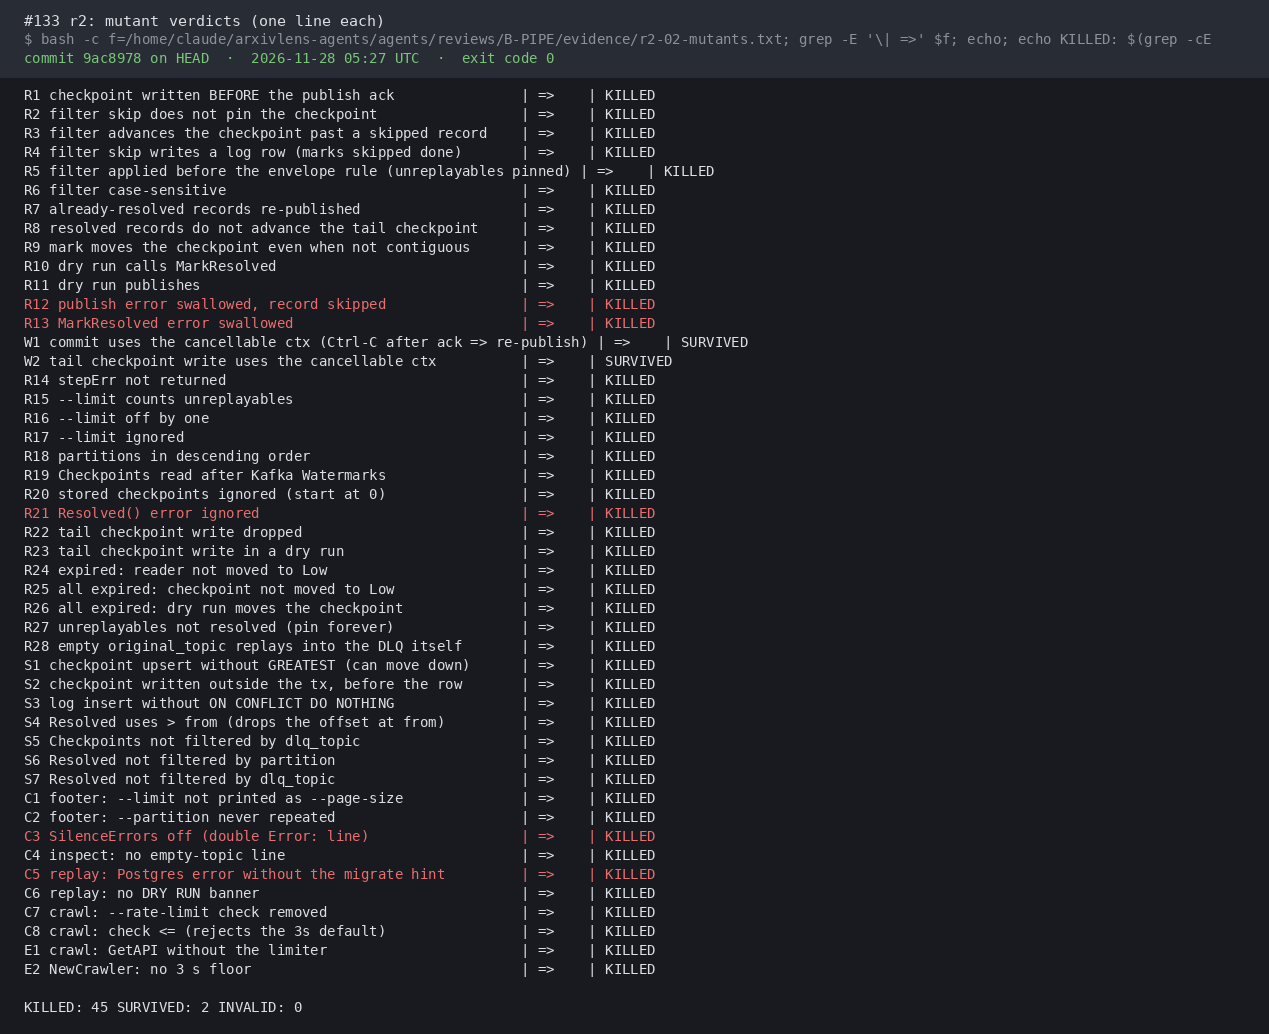 #133 r2: mutant verdicts (one line each)
$ bash -c f=/home/claude/arxivlens-agents/agents/reviews/B-PIPE/evidence/r2-02-mutants.txt; grep -E '\| =>' $f; echo; echo KILLED: $(grep -cE
commit 9ac8978 on HEAD · 2026-11-28 05:27 UTC · exit code 0
R1 checkpoint written BEFORE the publish ack | => | KILLED
R2 filter skip does not pin the checkpoint | => | KILLED
R3 filter advances the checkpoint past a skipped record | => | KILLED
R4 filter skip writes a log row (marks skipped done) | => | KILLED
R5 filter applied before the envelope rule (unreplayables pinned) | => | KILLED
R6 filter case-sensitive | => | KILLED
R7 already-resolved records re-published | => | KILLED
R8 resolved records do not advance the tail checkpoint | => | KILLED
R9 mark moves the checkpoint even when not contiguous | => | KILLED
R10 dry run calls MarkResolved | => | KILLED
R11 dry run publishes | => | KILLED
R12 publish error swallowed, record skipped | => | KILLED
R13 MarkResolved error swallowed | => | KILLED
W1 commit uses the cancellable ctx (Ctrl-C after ack => re-publish) | => | SURVIVED
W2 tail checkpoint write uses the cancellable ctx | => | SURVIVED
R14 stepErr not returned | => | KILLED
R15 --limit counts unreplayables | => | KILLED
R16 --limit off by one | => | KILLED
R17 --limit ignored | => | KILLED
R18 partitions in descending order | => | KILLED
R19 Checkpoints read after Kafka Watermarks | => | KILLED
R20 stored checkpoints ignored (start at 0) | => | KILLED
R21 Resolved() error ignored | => | KILLED
R22 tail checkpoint write dropped | => | KILLED
R23 tail checkpoint write in a dry run | => | KILLED
R24 expired: reader not moved to Low | => | KILLED
R25 all expired: checkpoint not moved to Low | => | KILLED
R26 all expired: dry run moves the checkpoint | => | KILLED
R27 unreplayables not resolved (pin forever) | => | KILLED
R28 empty original_topic replays into the DLQ itself | => | KILLED
S1 checkpoint upsert without GREATEST (can move down) | => | KILLED
S2 checkpoint written outside the tx, before the row | => | KILLED
S3 log insert without ON CONFLICT DO NOTHING | => | KILLED
S4 Resolved uses > from (drops the offset at from) | => | KILLED
S5 Checkpoints not filtered by dlq_topic | => | KILLED
S6 Resolved not filtered by partition | => | KILLED
S7 Resolved not filtered by dlq_topic | => | KILLED
C1 footer: --limit not printed as --page-size | => | KILLED
C2 footer: --partition never repeated | => | KILLED
C3 SilenceErrors off (double Error: line) | => | KILLED
C4 inspect: no empty-topic line | => | KILLED
C5 replay: Postgres error without the migrate hint | => | KILLED
C6 replay: no DRY RUN banner | => | KILLED
C7 crawl: --rate-limit check removed | => | KILLED
C8 crawl: check <= (rejects the 3s default) | => | KILLED
E1 crawl: GetAPI without the limiter | => | KILLED
E2 NewCrawler: no 3 s floor | => | KILLED
KILLED: 45 SURVIVED: 2 INVALID: 0